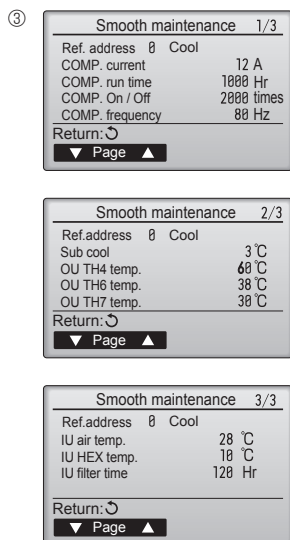 ③
Smooth maintenance 1/3
Ref. address 0 Cool
COMP. current 12 A
COMP. run time 1000 Hr
COMP. On / Off 2000 times
COMP. frequency 80 Hz
Return:
▼ Page ▲
Smooth maintenance 2/3
Ref.address 0 Cool
Sub cool 3 ℃
OU TH4 temp. 60 ℃
OU TH6 temp. 38 ℃
OU TH7 temp. 30 ℃
Return:
▼ Page ▲
Smooth maintenance 3/3
Ref.address 0 Cool
IU air temp. 28 ℃
IU HEX temp. 10 ℃
IU filter time 120 Hr
Return:
▼ Page ▲